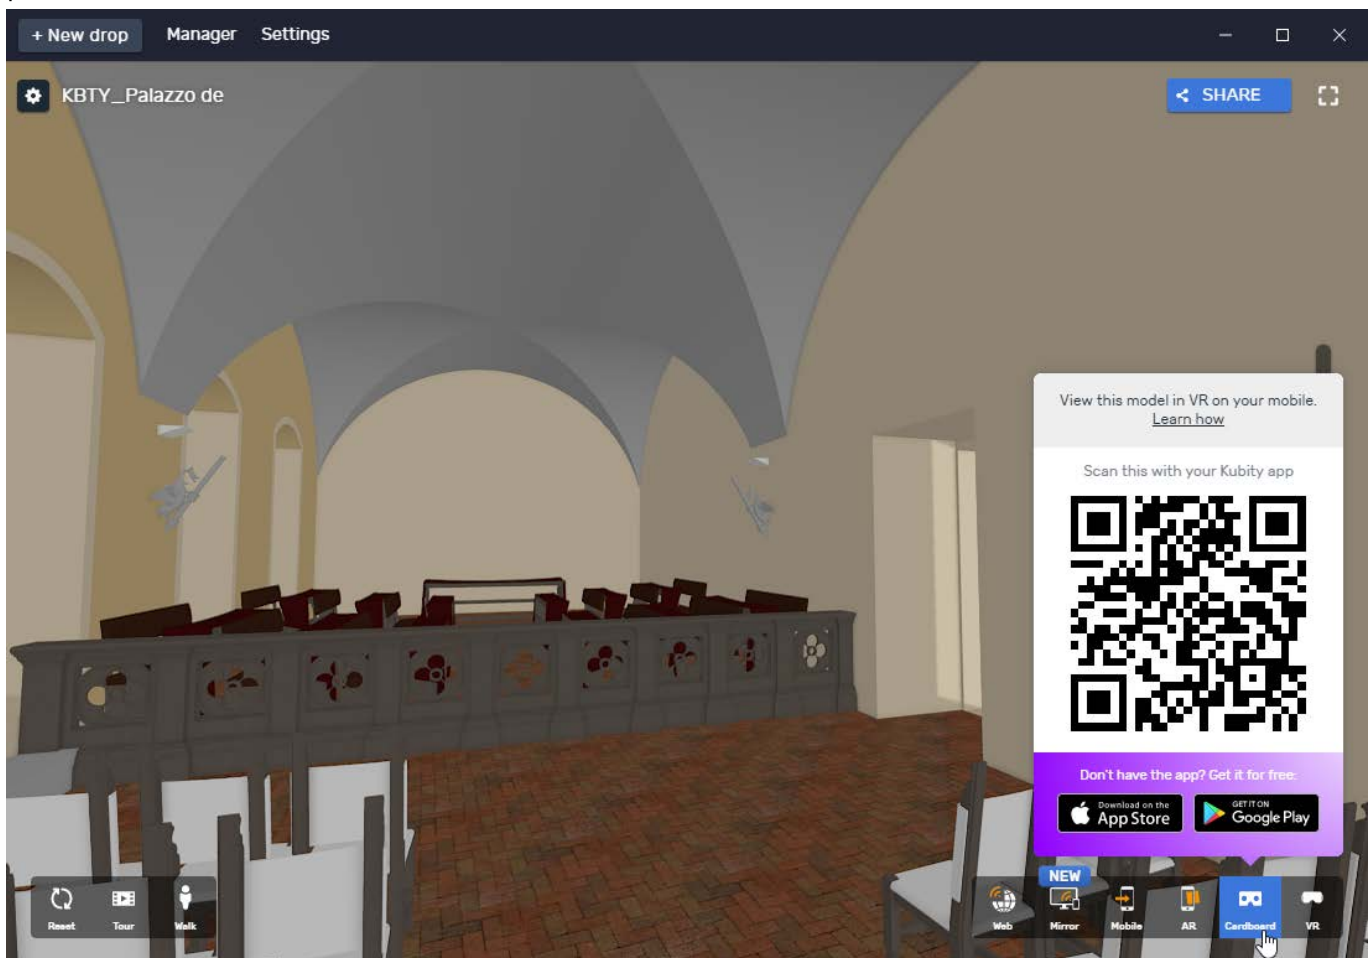 + New drop Manager Settings
KBTY_Palazzo de
SHARE
View this model in VR on your mobile.
Learn how
Scan this with your Kubity app
Don't have the app? Get it for free:
Download on the
App Store
GET IT ON
Google Play
NEW
Reset Tour Walk
Web Mirror Mobile AR Cardboard VR